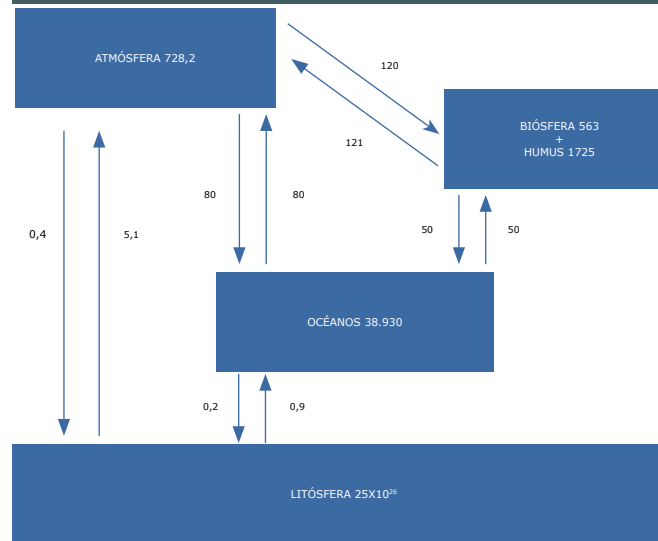 ATMÓSFERA 728,2
120
121
BIÓSFERA 563
+
HUMUS 1725
80
80
50
50
0,4
5,1
OCÉANOS 38.930
0,2
0,9
LITÓSFERA 25X10²⁶